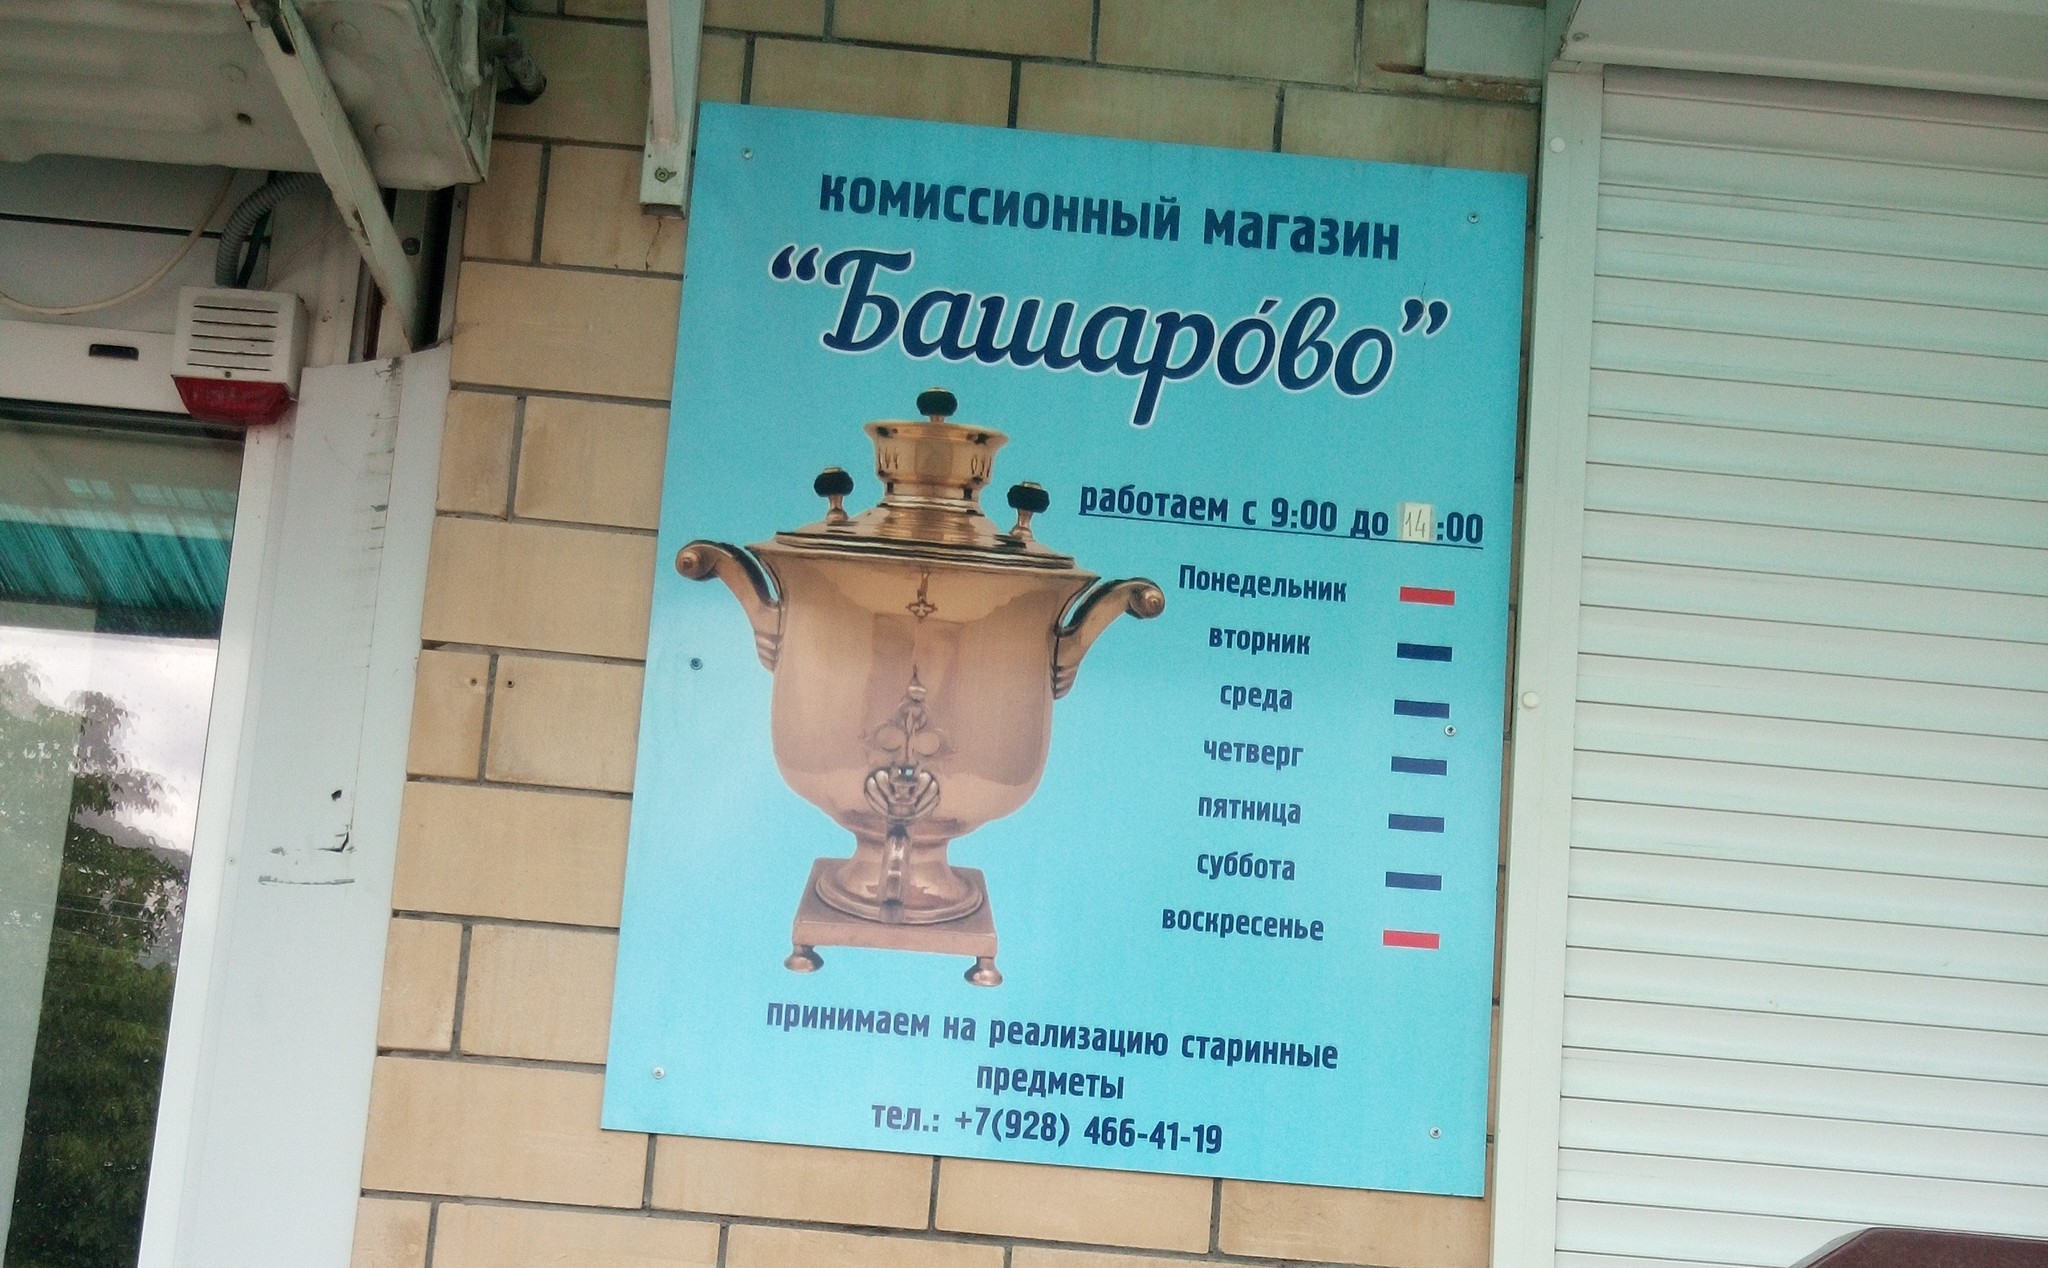 комиссионный магазин
“Башаро́во”
работаем с 9:00 до 14:00
Понедельник
вторник
среда
четверг
пятница
суббота
воскресенье
принимаем на реализацию старинные
предметы
тел.: +7(928) 466-41-19